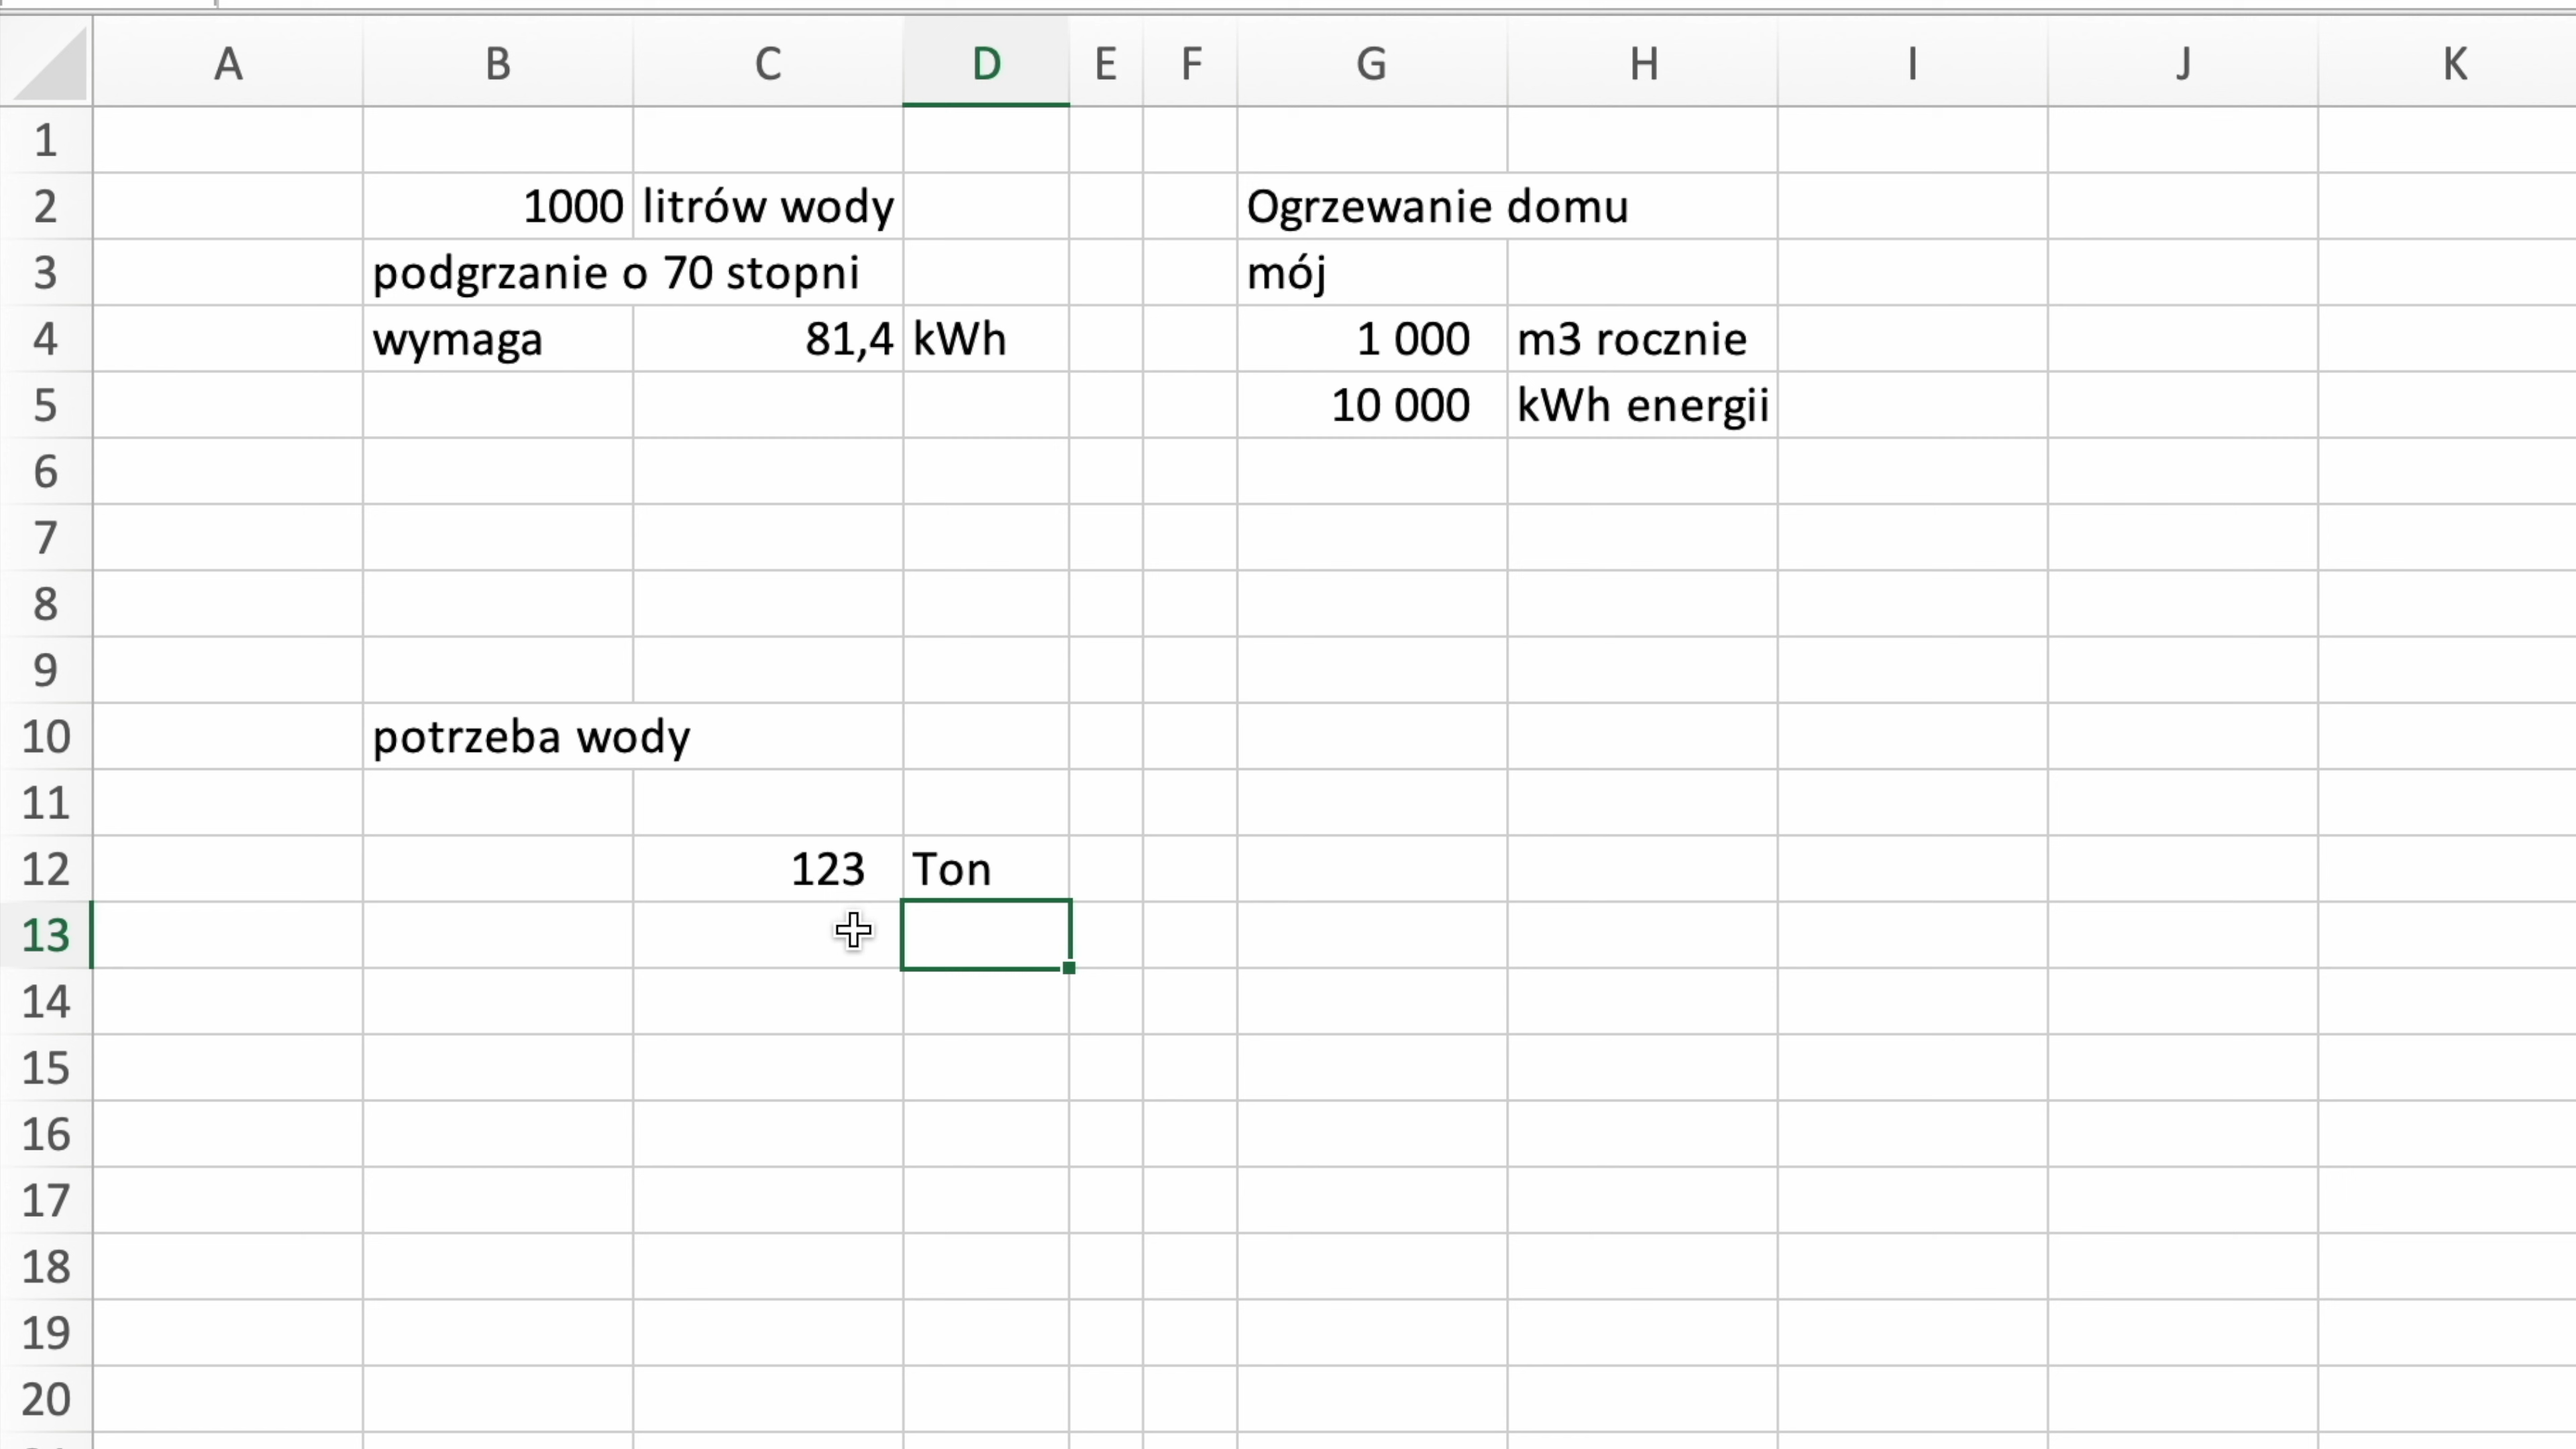 A B C D E F G H I J K
1
2 1000 litrów wody Ogrzewanie domu
3 podgrzanie o 70 stopni mój
4 wymaga 81,4 kWh 1 000 m3 rocznie
5 10 000 kWh energii
6
7
8
9
10 potrzeba wody
11
12 123 Ton
13
14
15
16
17
18
19
20